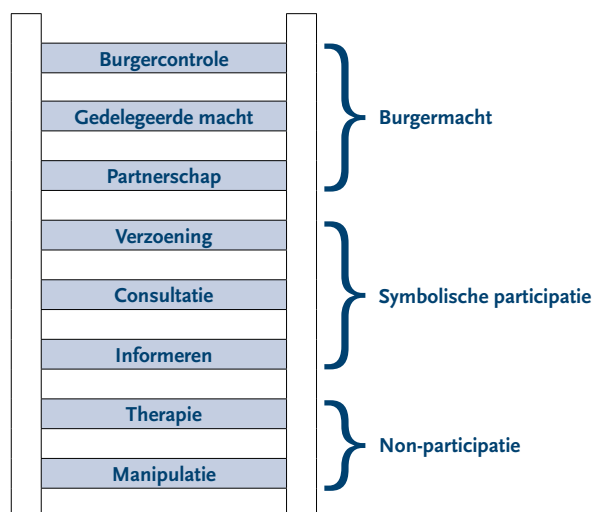 Burgercontrole
Gedelegeerde macht
Partnerschap
Burgermacht
Verzoening
Consultatie
Informeren
Symbolische participatie
Therapie
Manipulatie
Non-participatie